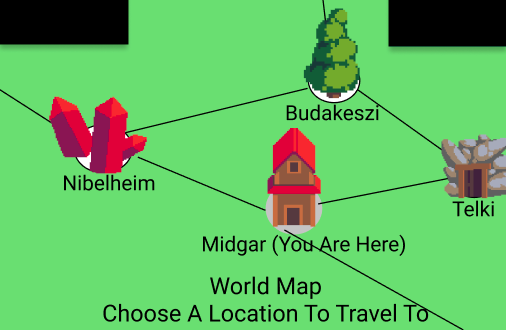 Budakeszi
Nibelheim
Telki
Midgar (You Are Here)
World Map
Choose A Location To Travel To